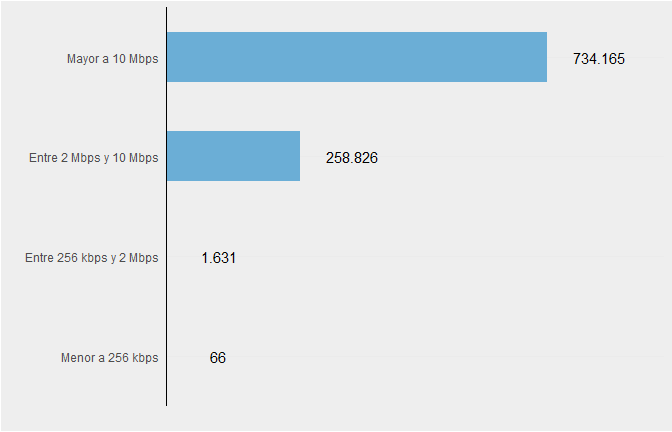 Mayor a 10 Mbps 734.165
Entre 2 Mbps y 10 Mbps 258.826
Entre 256 kbps y 2 Mbps 1.631
Menor a 256 kbps 66